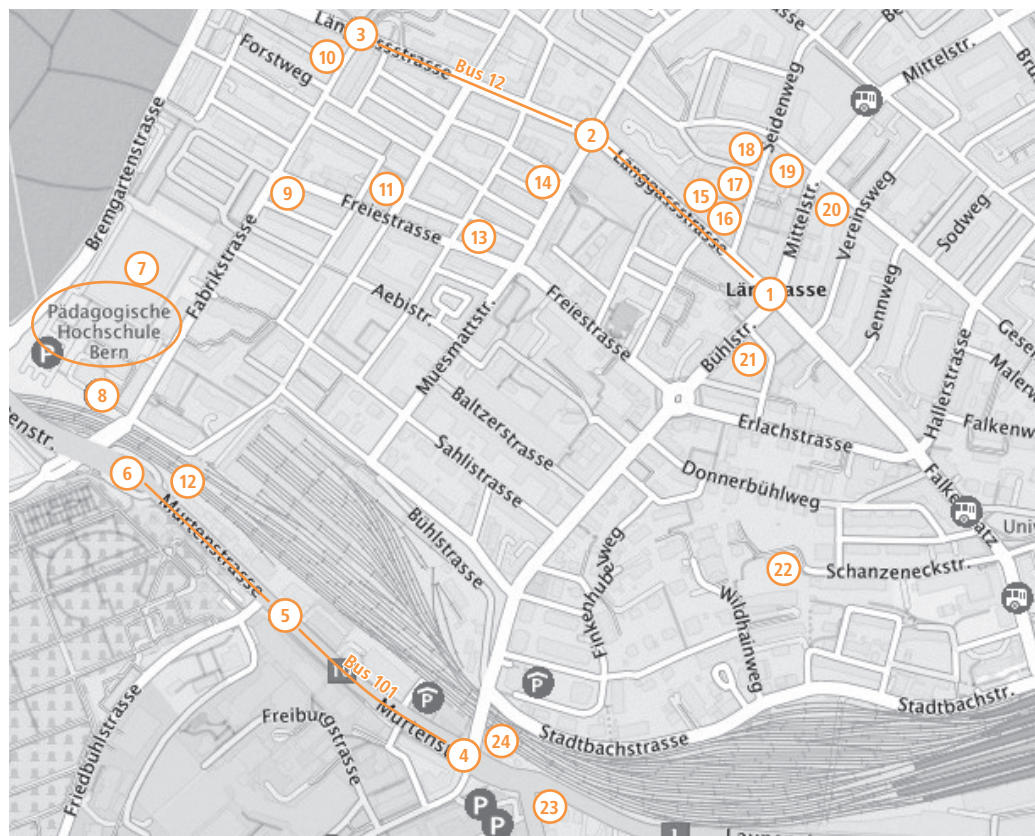 Länggassstrasse
3
10
Forstweg
Bus 12
Mittelstr.
Seidenweg
2
Bremgartenstrasse
18
Länggassstrasse
17
19
9
11
14
15
16
20
Freiestrasse
13
Mittelstr.
Vereinsweg
Sodweg
7
Fabrikstrasse
Pädagogische
Hochschule
Bern
P
Aebistr.
Muesmattstr.
Freiestrasse
1
Bühlstr.
21
Sennweg
Hallerstrasse
8
Baltzerstrasse
Erlachstrasse
Sahlistrasse
Donnerbühlweg
6
12
Murtenstrasse
Bühlstrasse
Finkenhubelweg
Wildhainweg
22
Schanzeneckstr.
5
Bus 101
P
P
Freiburgstrasse
Friedbühlstrasse
4
24
Stadtbachstrasse
Stadtbachstr.
P
P
23